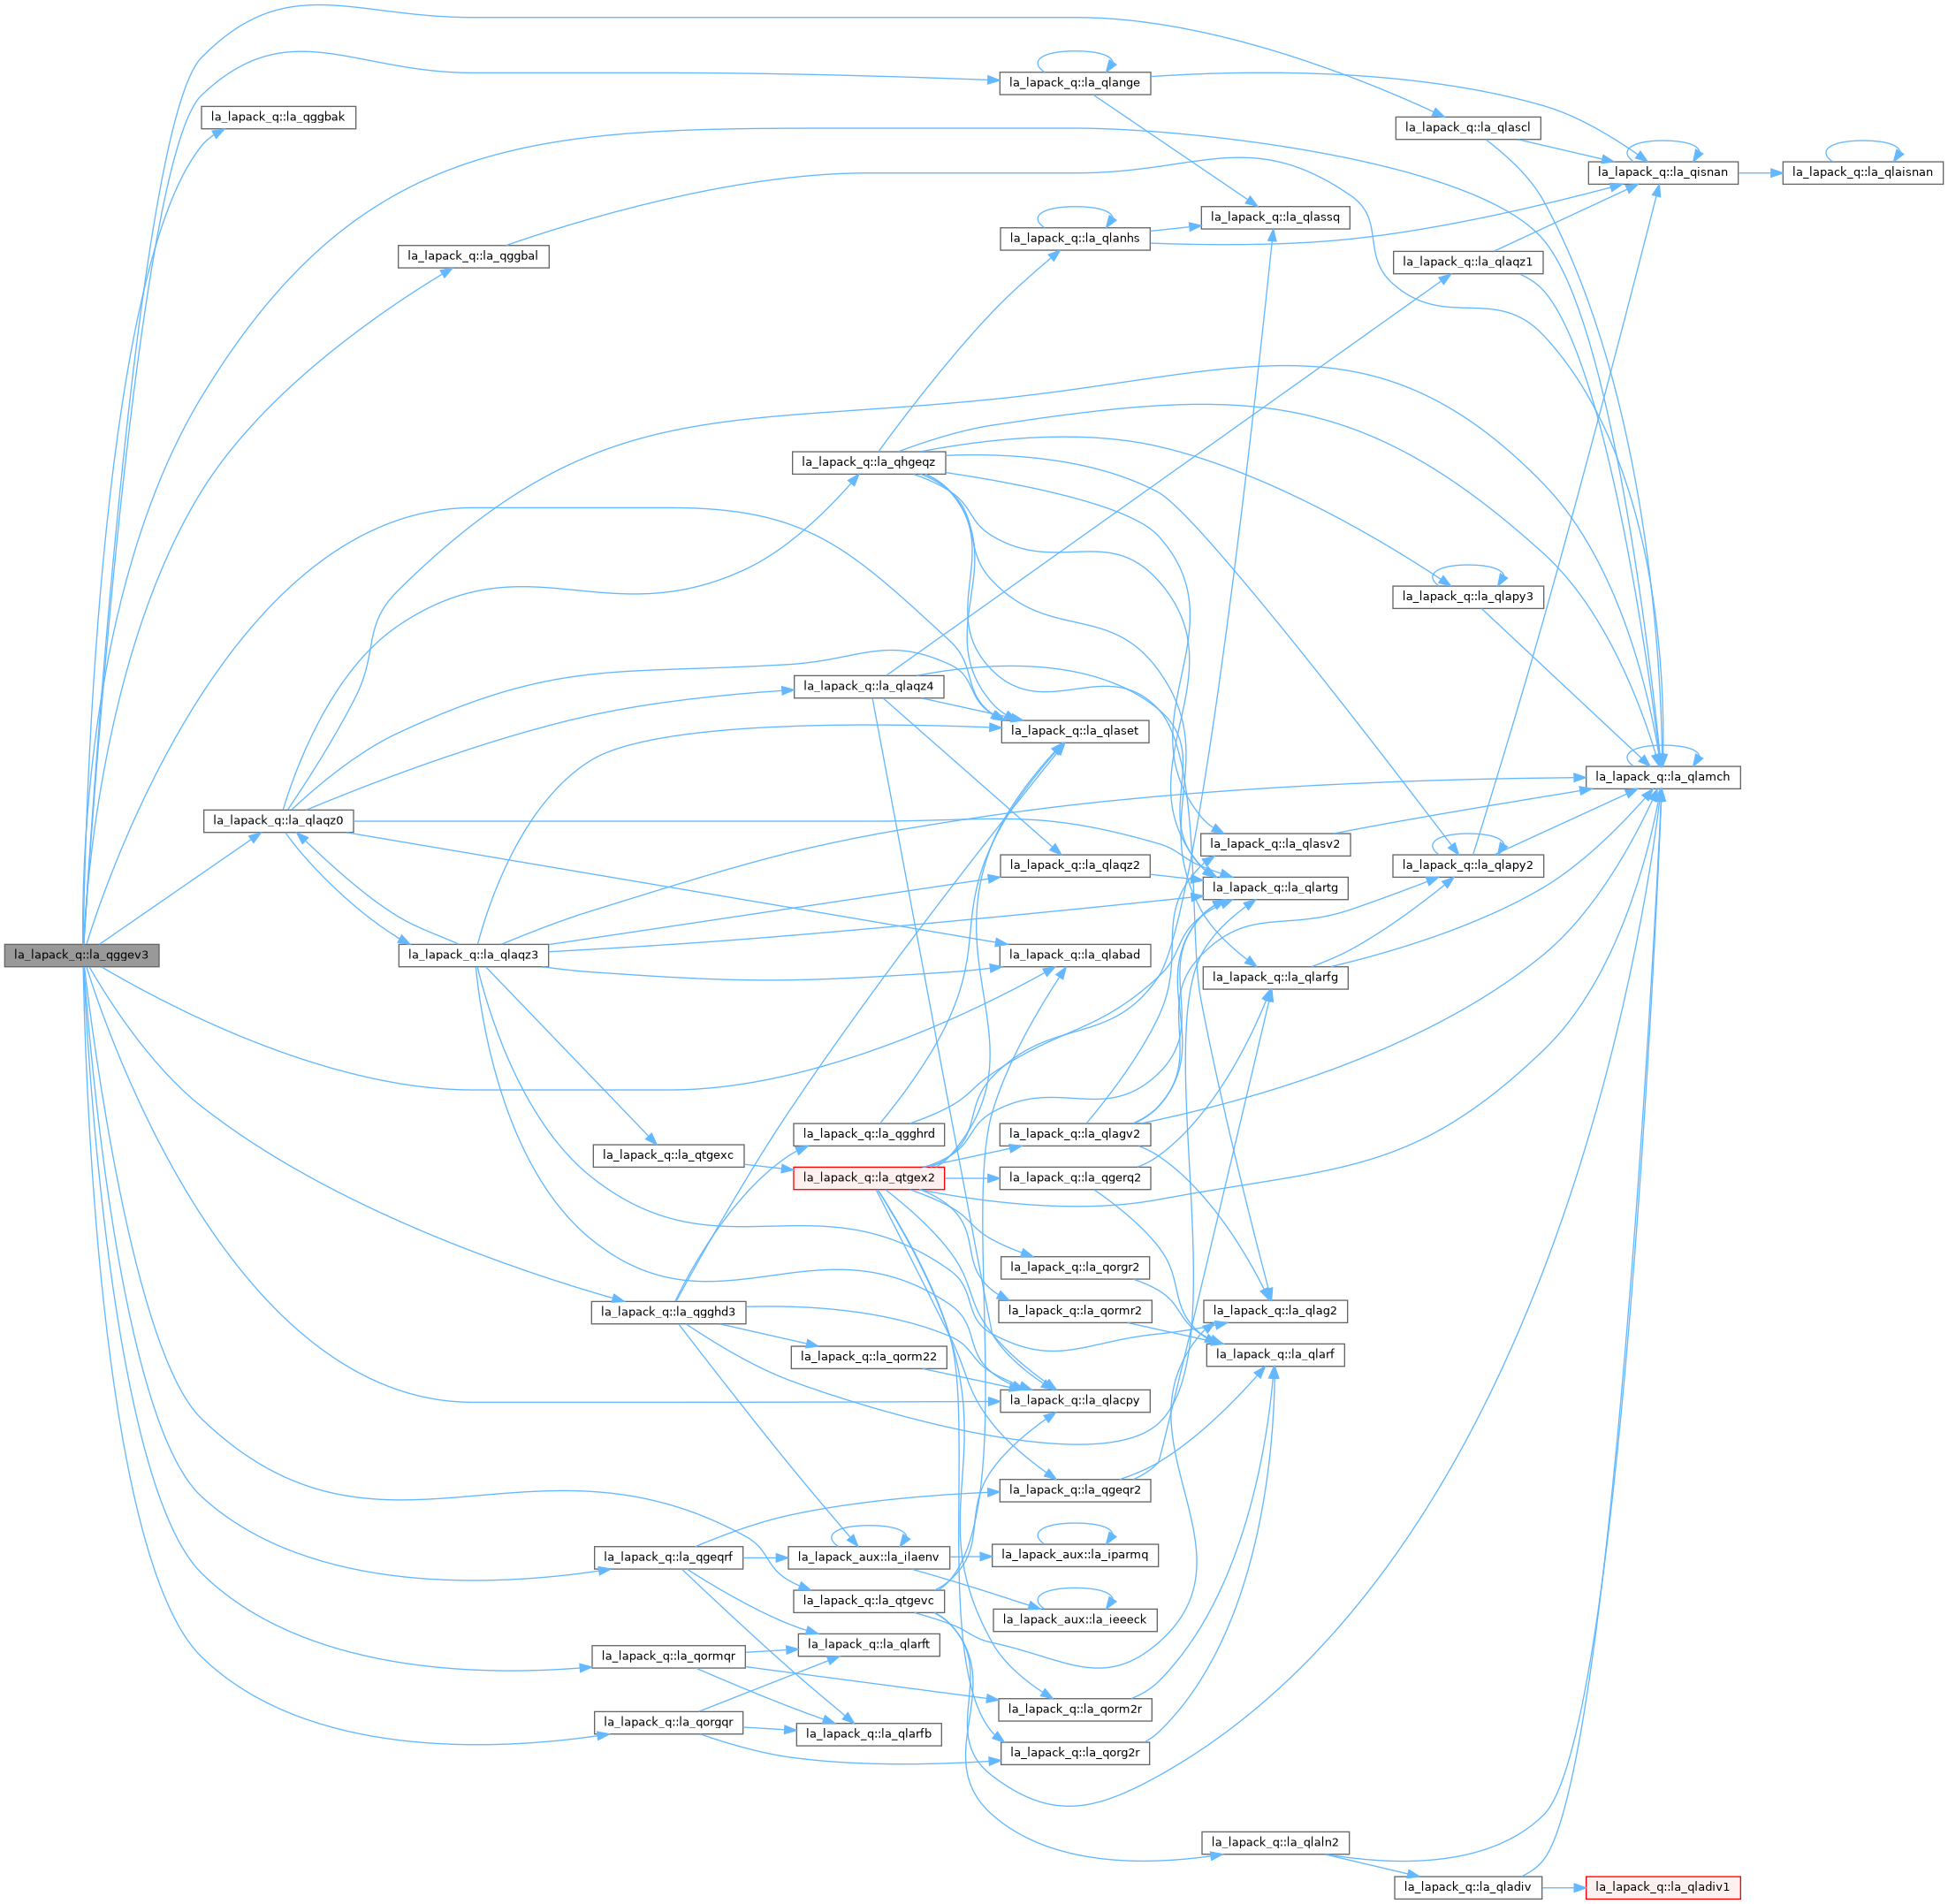 la_lapack_q::la_qlange
la_lapack_q::la_qggbak
la_lapack_q::la_qlascl
la_lapack_q::la_qisnan
la_lapack_q::la_qlaisnan
la_lapack_q::la_qlassq
la_lapack_q::la_qlanhs
la_lapack_q::la_qggbal
la_lapack_q::la_qlaqz1
la_lapack_q::la_qhgeqz
la_lapack_q::la_qlapy3
la_lapack_q::la_qlaqz4
la_lapack_q::la_qlaset
la_lapack_q::la_qlamch
la_lapack_q::la_qlaqz0
la_lapack_q::la_qlasv2
la_lapack_q::la_qlaqz2
la_lapack_q::la_qlapy2
la_lapack_q::la_qlartg
la_lapack_q::la_qggev3
la_lapack_q::la_qlaqz3
la_lapack_q::la_qlabad
la_lapack_q::la_qlarfg
la_lapack_q::la_qgghrd
la_lapack_q::la_qlagv2
la_lapack_q::la_qtgexc
la_lapack_q::la_qtgex2
la_lapack_q::la_qgerq2
la_lapack_q::la_qorgr2
la_lapack_q::la_qgghd3
la_lapack_q::la_qormr2
la_lapack_q::la_qlag2
la_lapack_q::la_qorm22
la_lapack_q::la_qlarf
la_lapack_q::la_qlacpy
la_lapack_q::la_qgeqr2
la_lapack_q::la_qgeqrf
la_lapack_aux::la_ilaenv
la_lapack_aux::la_iparmq
la_lapack_q::la_qtgevc
la_lapack_aux::la_ieeeck
la_lapack_q::la_qlarft
la_lapack_q::la_qormqr
la_lapack_q::la_qorm2r
la_lapack_q::la_qorgqr
la_lapack_q::la_qlarfb
la_lapack_q::la_qorg2r
la_lapack_q::la_qlaln2
la_lapack_q::la_qladiv
la_lapack_q::la_qladiv1